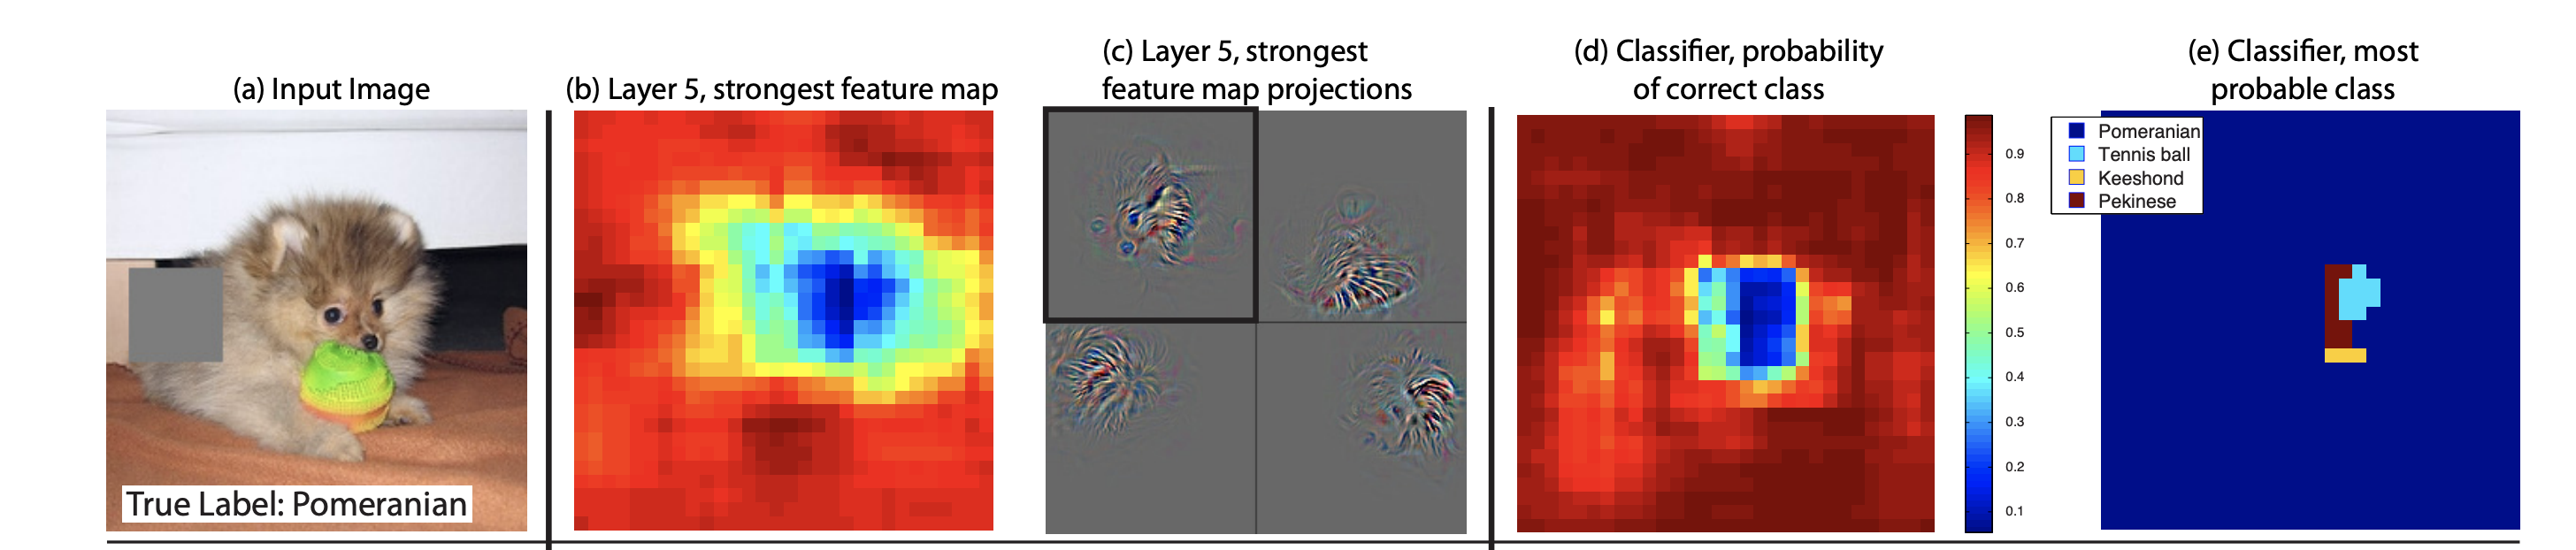 (a) Input Image
(b) Layer 5, strongest feature map
(c) Layer 5, strongest
feature map projections
(d) Classifier, probability
of correct class
(e) Classifier, most
probable class
True Label: Pomeranian
0.9
0.8
0.7
0.6
0.5
0.4
0.3
0.2
0.1
Pomeranian
Tennis ball
Keeshond
Pekinese